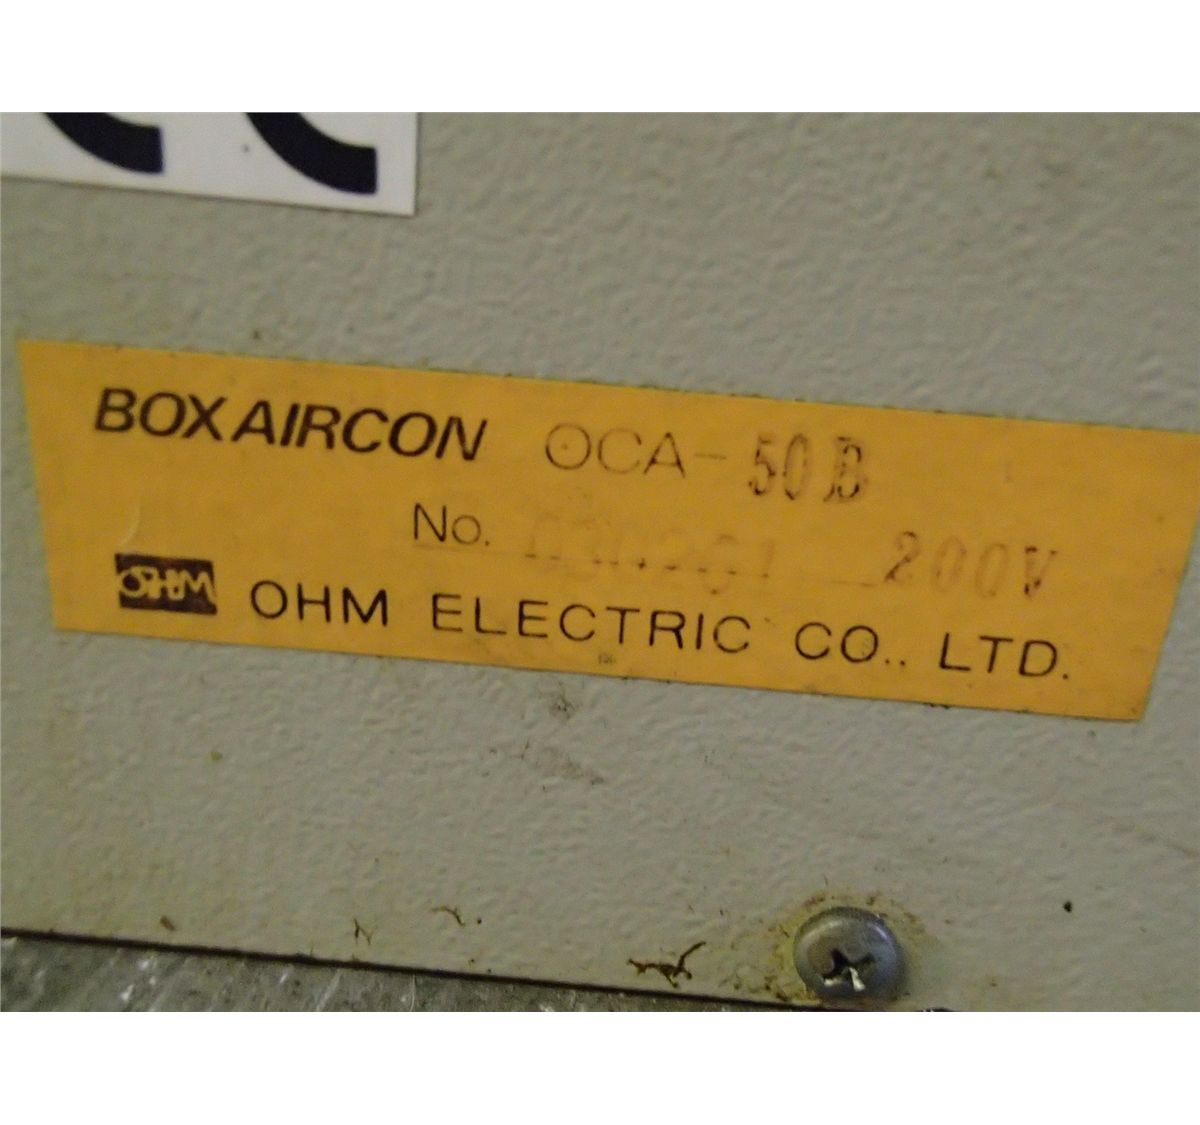 BOXAIRCON OCA-50B
No. 200V
OHM OHM ELECTRIC CO., LTD.